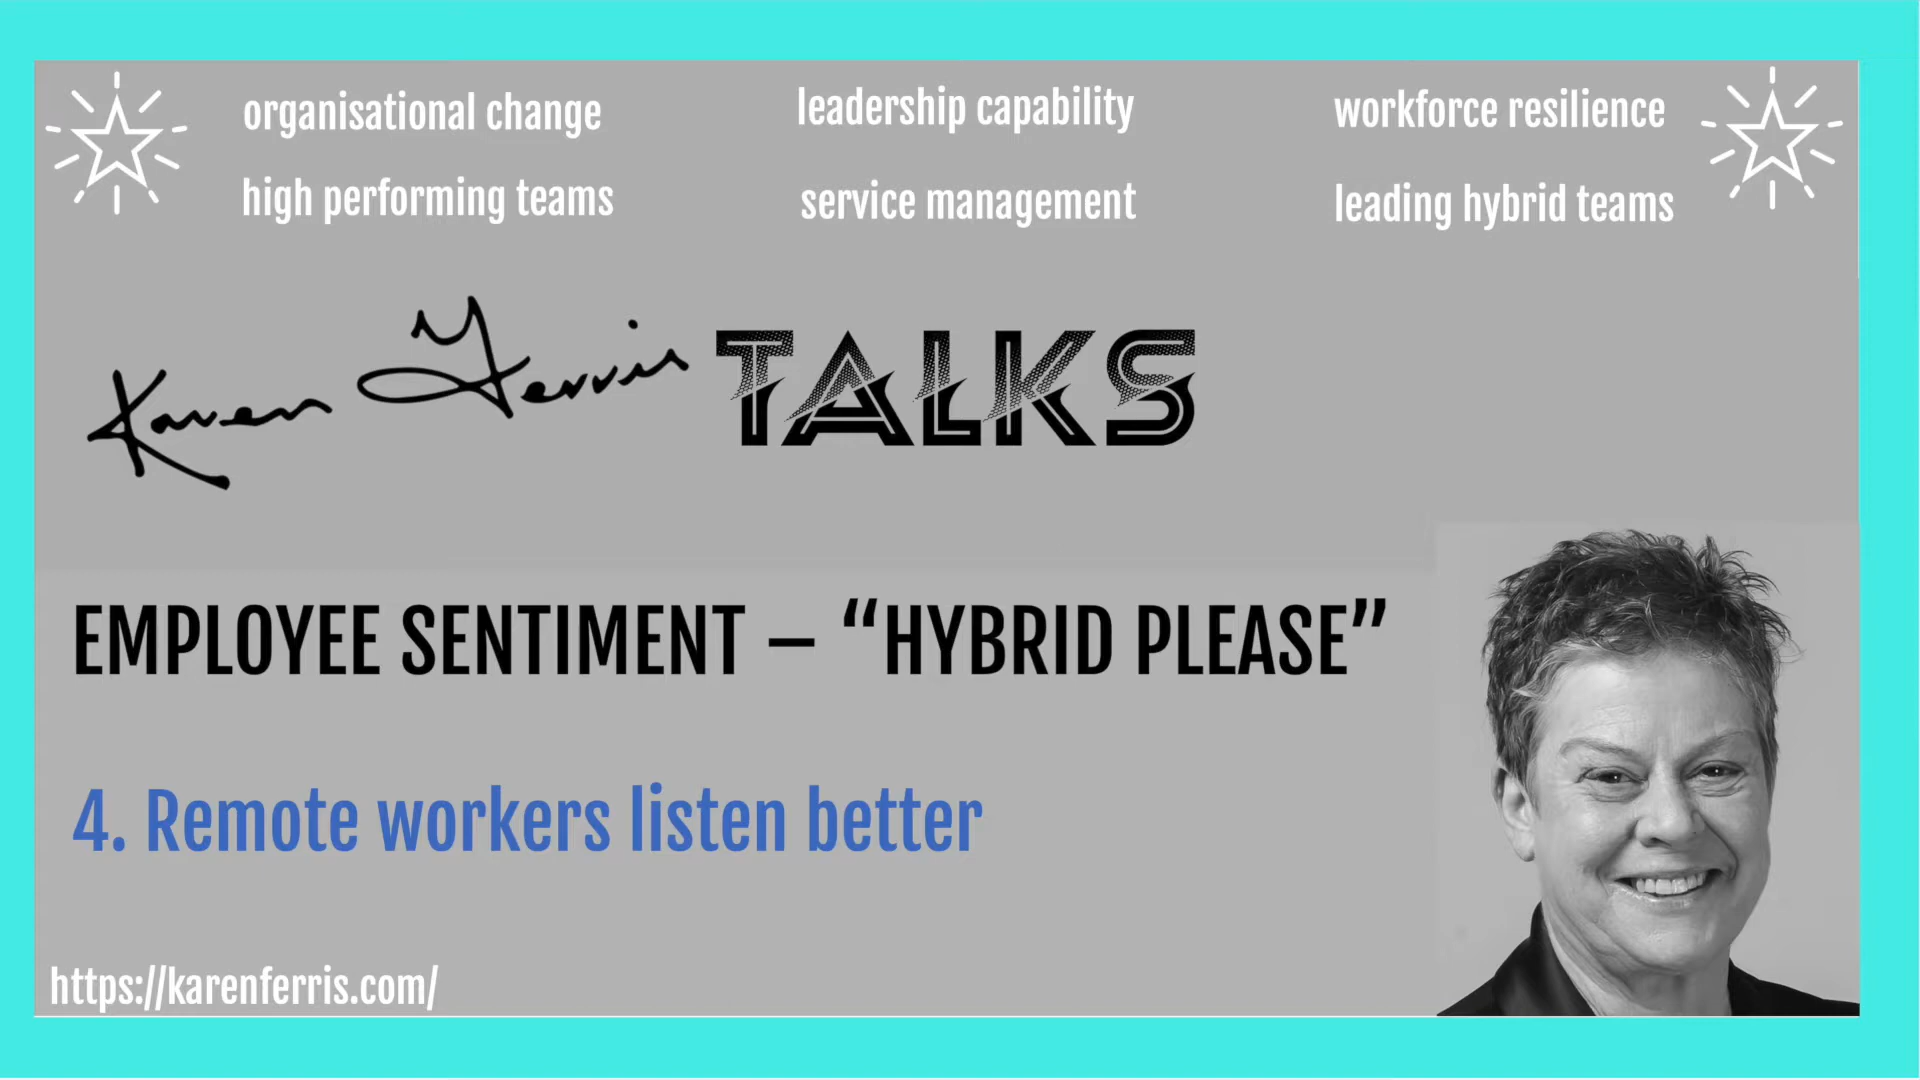 organisational change
leadership capability
workforce resilience
high performing teams
service management
leading hybrid teams
Karen Ferris TALKS
EMPLOYEE SENTIMENT – “HYBRID PLEASE”
4. Remote workers listen better
https://karenferris.com/